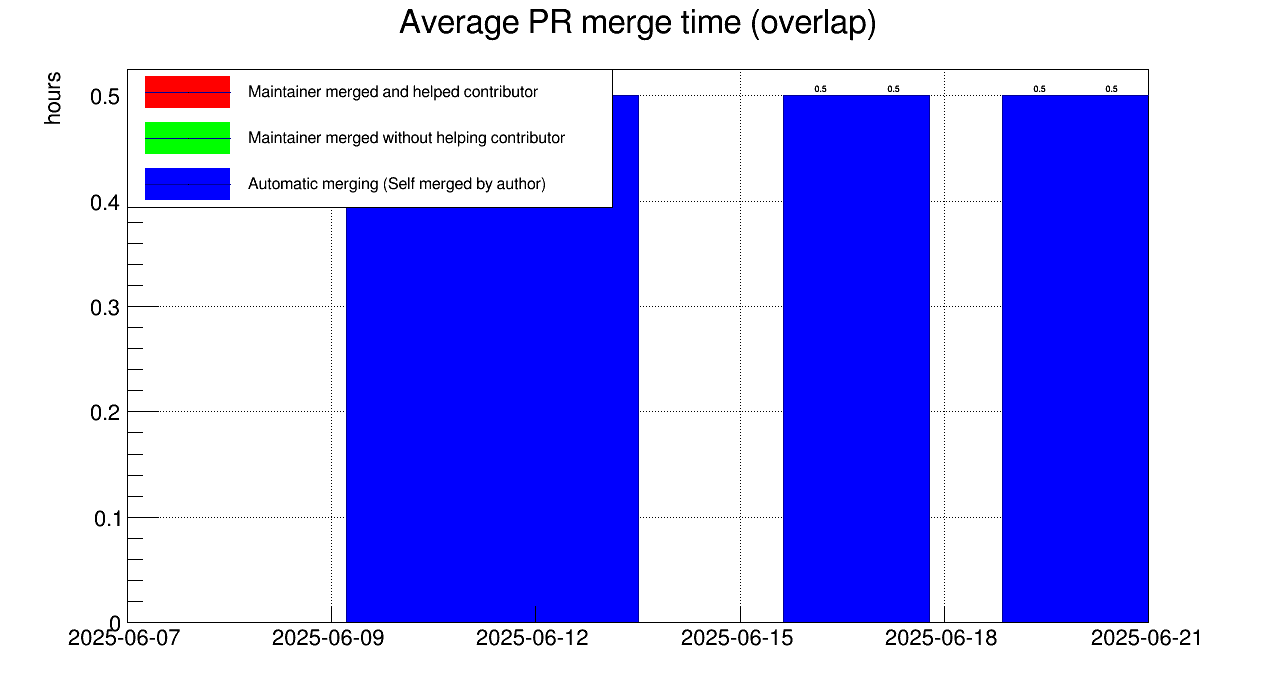 Average PR merge time (overlap)
hours
Maintainer merged and helped contributor
Maintainer merged without helping contributor
Automatic merging (Self merged by author)
0.5
0.4
0.3
0.2
0.1
0
0.5 0.5 0.5 0.5
2025-06-07 2025-06-09 2025-06-12 2025-06-15 2025-06-18 2025-06-21